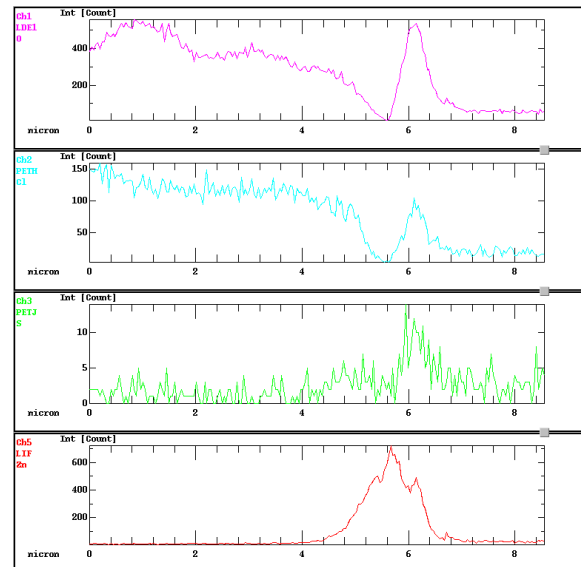 Ch1 Int [Count]
LDE1
O
400
200
micron 0 2 4 6 8
Ch2 Int [Count]
PETH
Cl
150
100
50
micron 0 2 4 6 8
Ch3 Int [Count]
PETJ
S
10
5
0
micron 0 2 4 6 8
Ch5 Int [Count]
LIF
Zn
600
400
200
micron 0 2 4 6 8